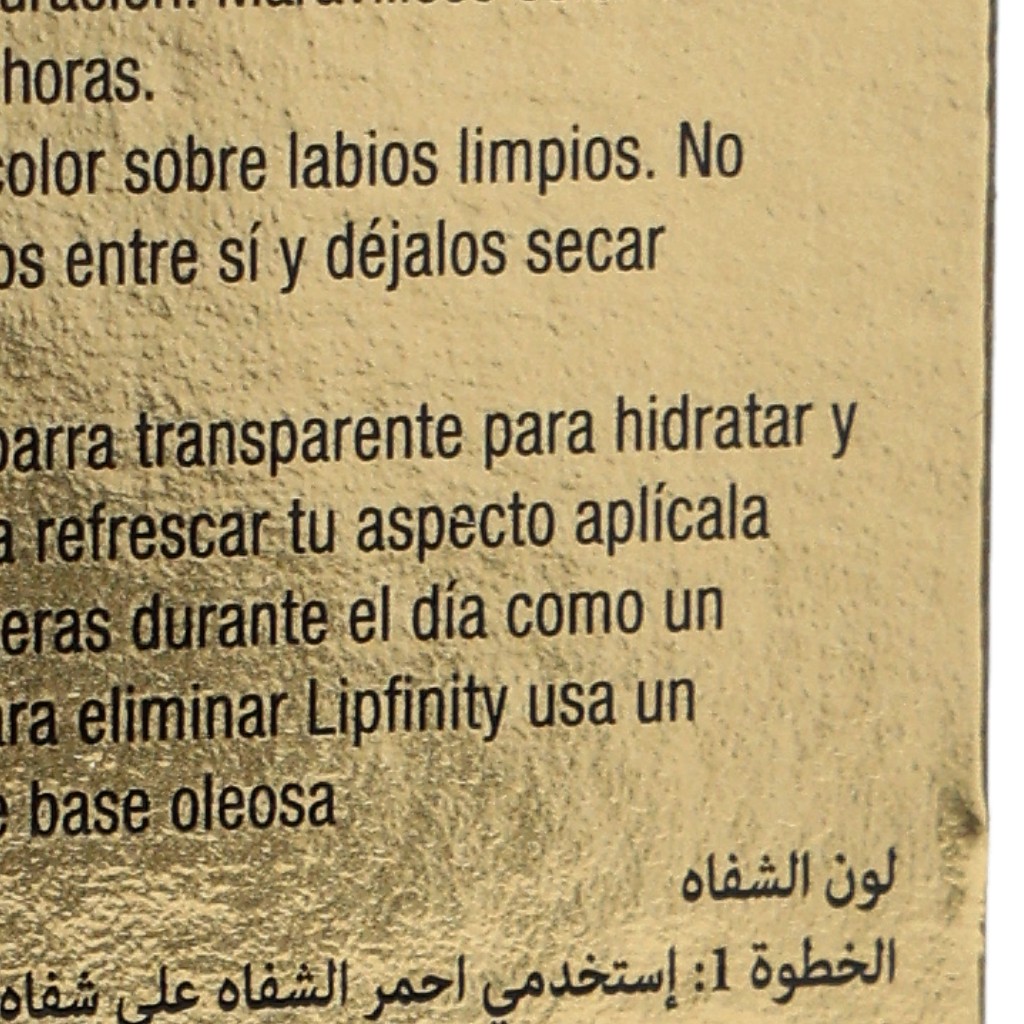 horas.
color sobre labios limpios. No
os entre sí y déjalos secar
barra transparente para hidratar y
a refrescar tu aspecto aplícala
eras durante el día como un
ara eliminar Lipfinity usa un
e base oleosa
لون الشفاه
الخطوة 1: إستخدمي احمر الشفاه على شفاه